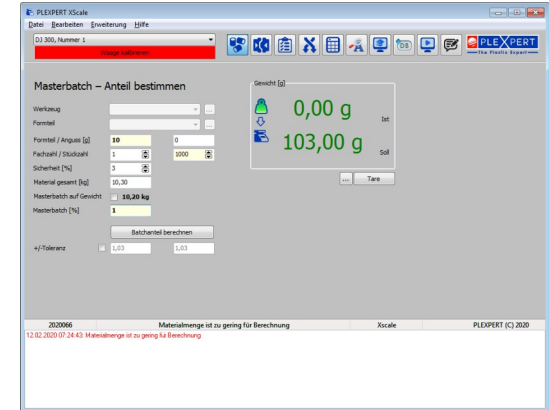 PLEXPERT XScale
Datei Bearbeiten Erweiterung Hilfe
DJ 300, Nummer 1
Waage kalibrieren
DB
PLEXPERT
The Plastic Expert
Masterbatch – Anteil bestimmen
Werkzeug ...
Formteil ...
Formteil / Anguss [g] 10 0
Fachzahl / Stückzahl 1 1000
Sicherheit [%] 3
Material gesamt [kg] 10,30
Masterbatch auf Gewicht 10,20 kg
Masterbatch [%] 1
Batchanteil berechnen
+/-Toleranz 1,03 1,03
Gewicht [g]
0,00 g Ist
103,00 g Soll
... Tare
2020066 Materialmenge ist zu gering für Berechnung Xscale PLEXPERT (C) 2020
12.02.2020 07:24:43: Materialmenge ist zu gering für Berechnung